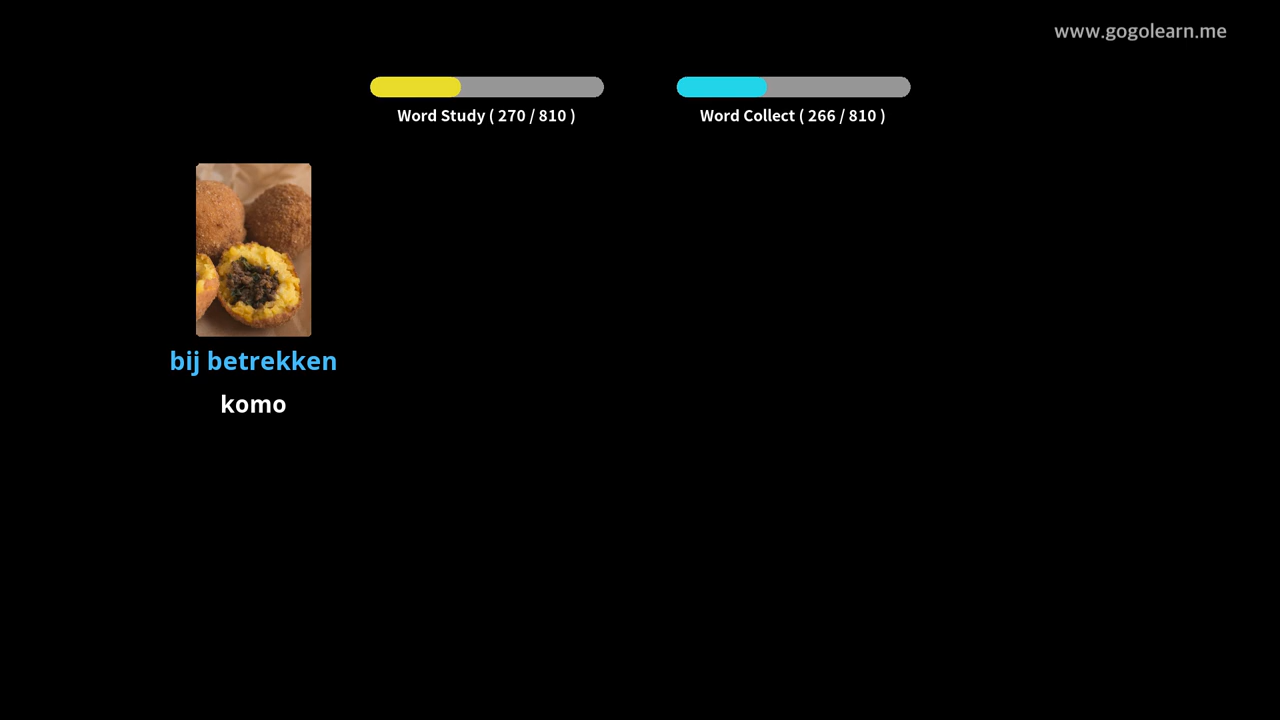 www.gogolearn.me
Word Study ( 270 / 810 )
Word Collect ( 266 / 810 )
bij betrekken
komo